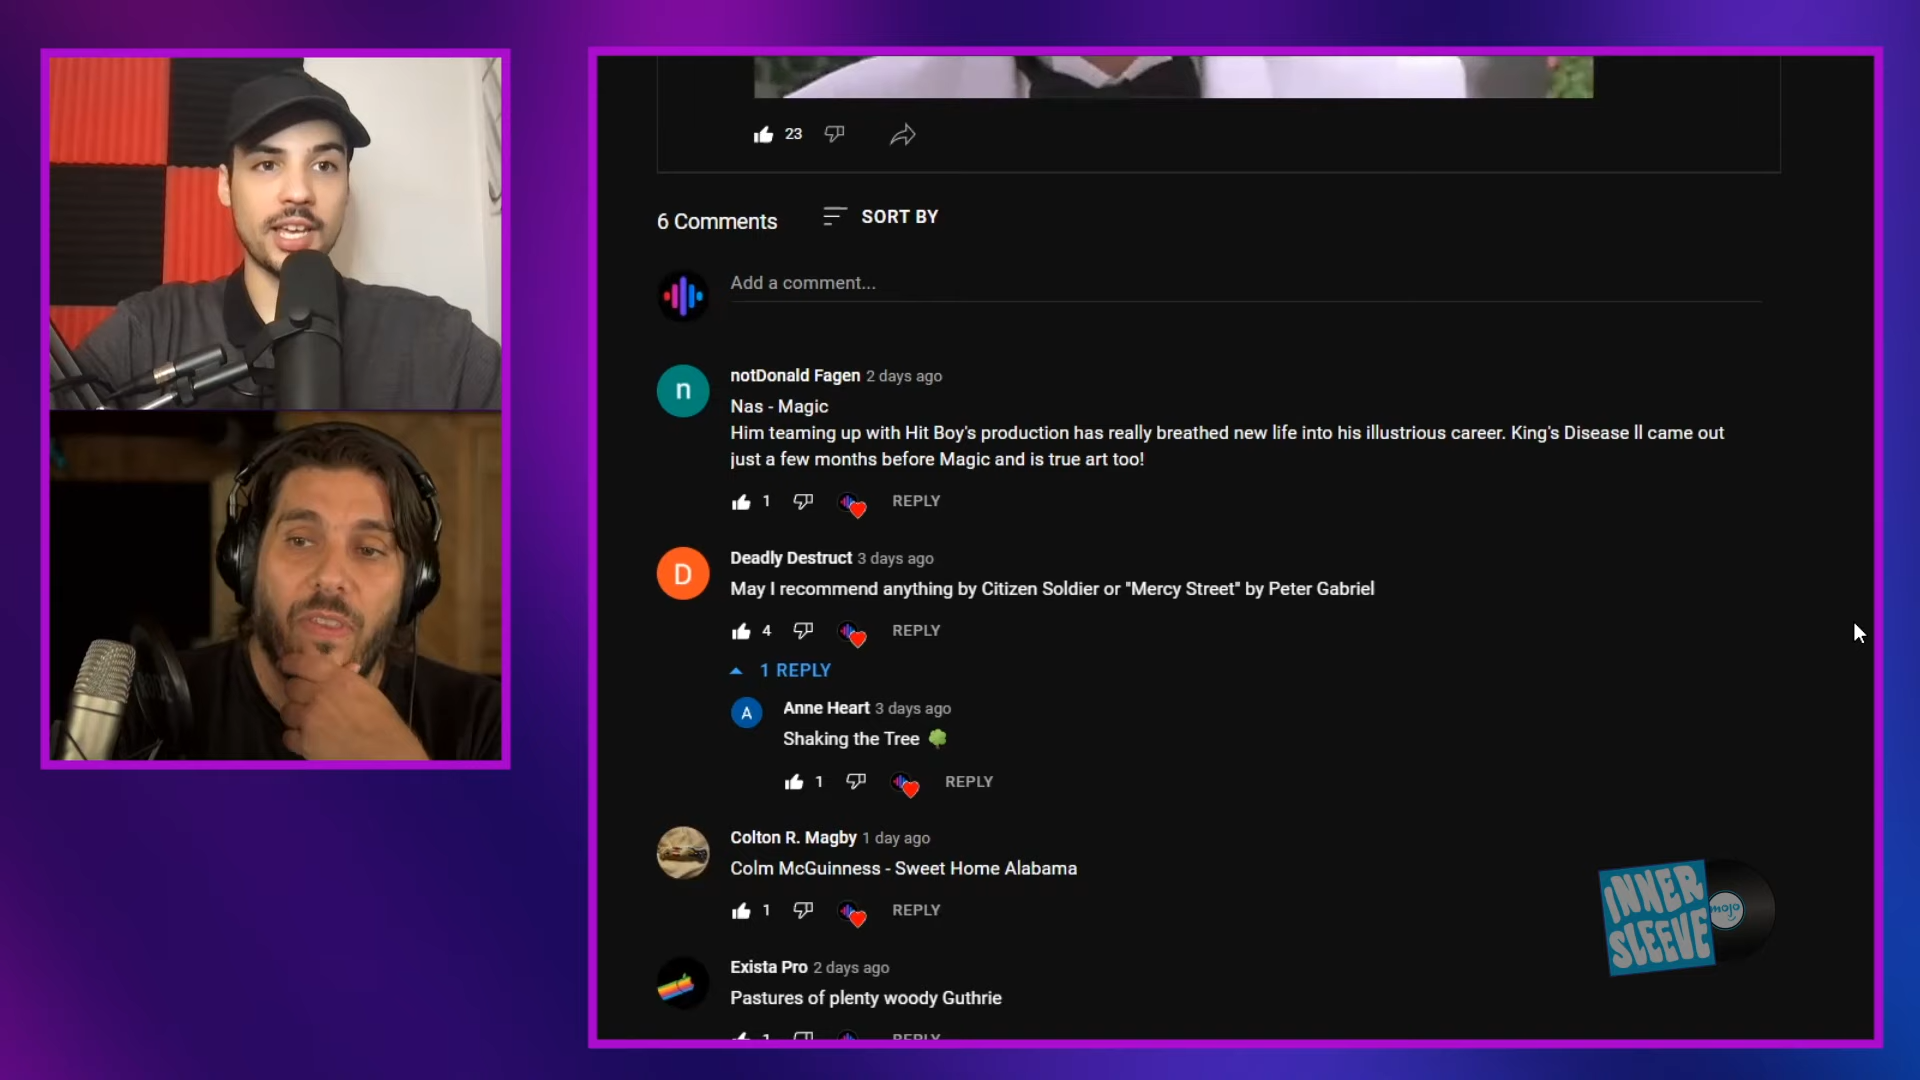 23
6 Comments
SORT BY
Add a comment...
n
notDonald Fagen 2 days ago
Nas - Magic
Him teaming up with Hit Boy's production has really breathed new life into his illustrious career. King's Disease ll came out
just a few months before Magic and is true art too!
1 REPLY
D
Deadly Destruct 3 days ago
May I recommend anything by Citizen Soldier or "Mercy Street" by Peter Gabriel
4 REPLY
1 REPLY
A
Anne Heart 3 days ago
Shaking the Tree
1 REPLY
Colton R. Magby 1 day ago
Colm McGuinness - Sweet Home Alabama
1 REPLY
Exista Pro 2 days ago
Pastures of plenty woody Guthrie
1 REPLY
INNER
SLEEVE
mojo